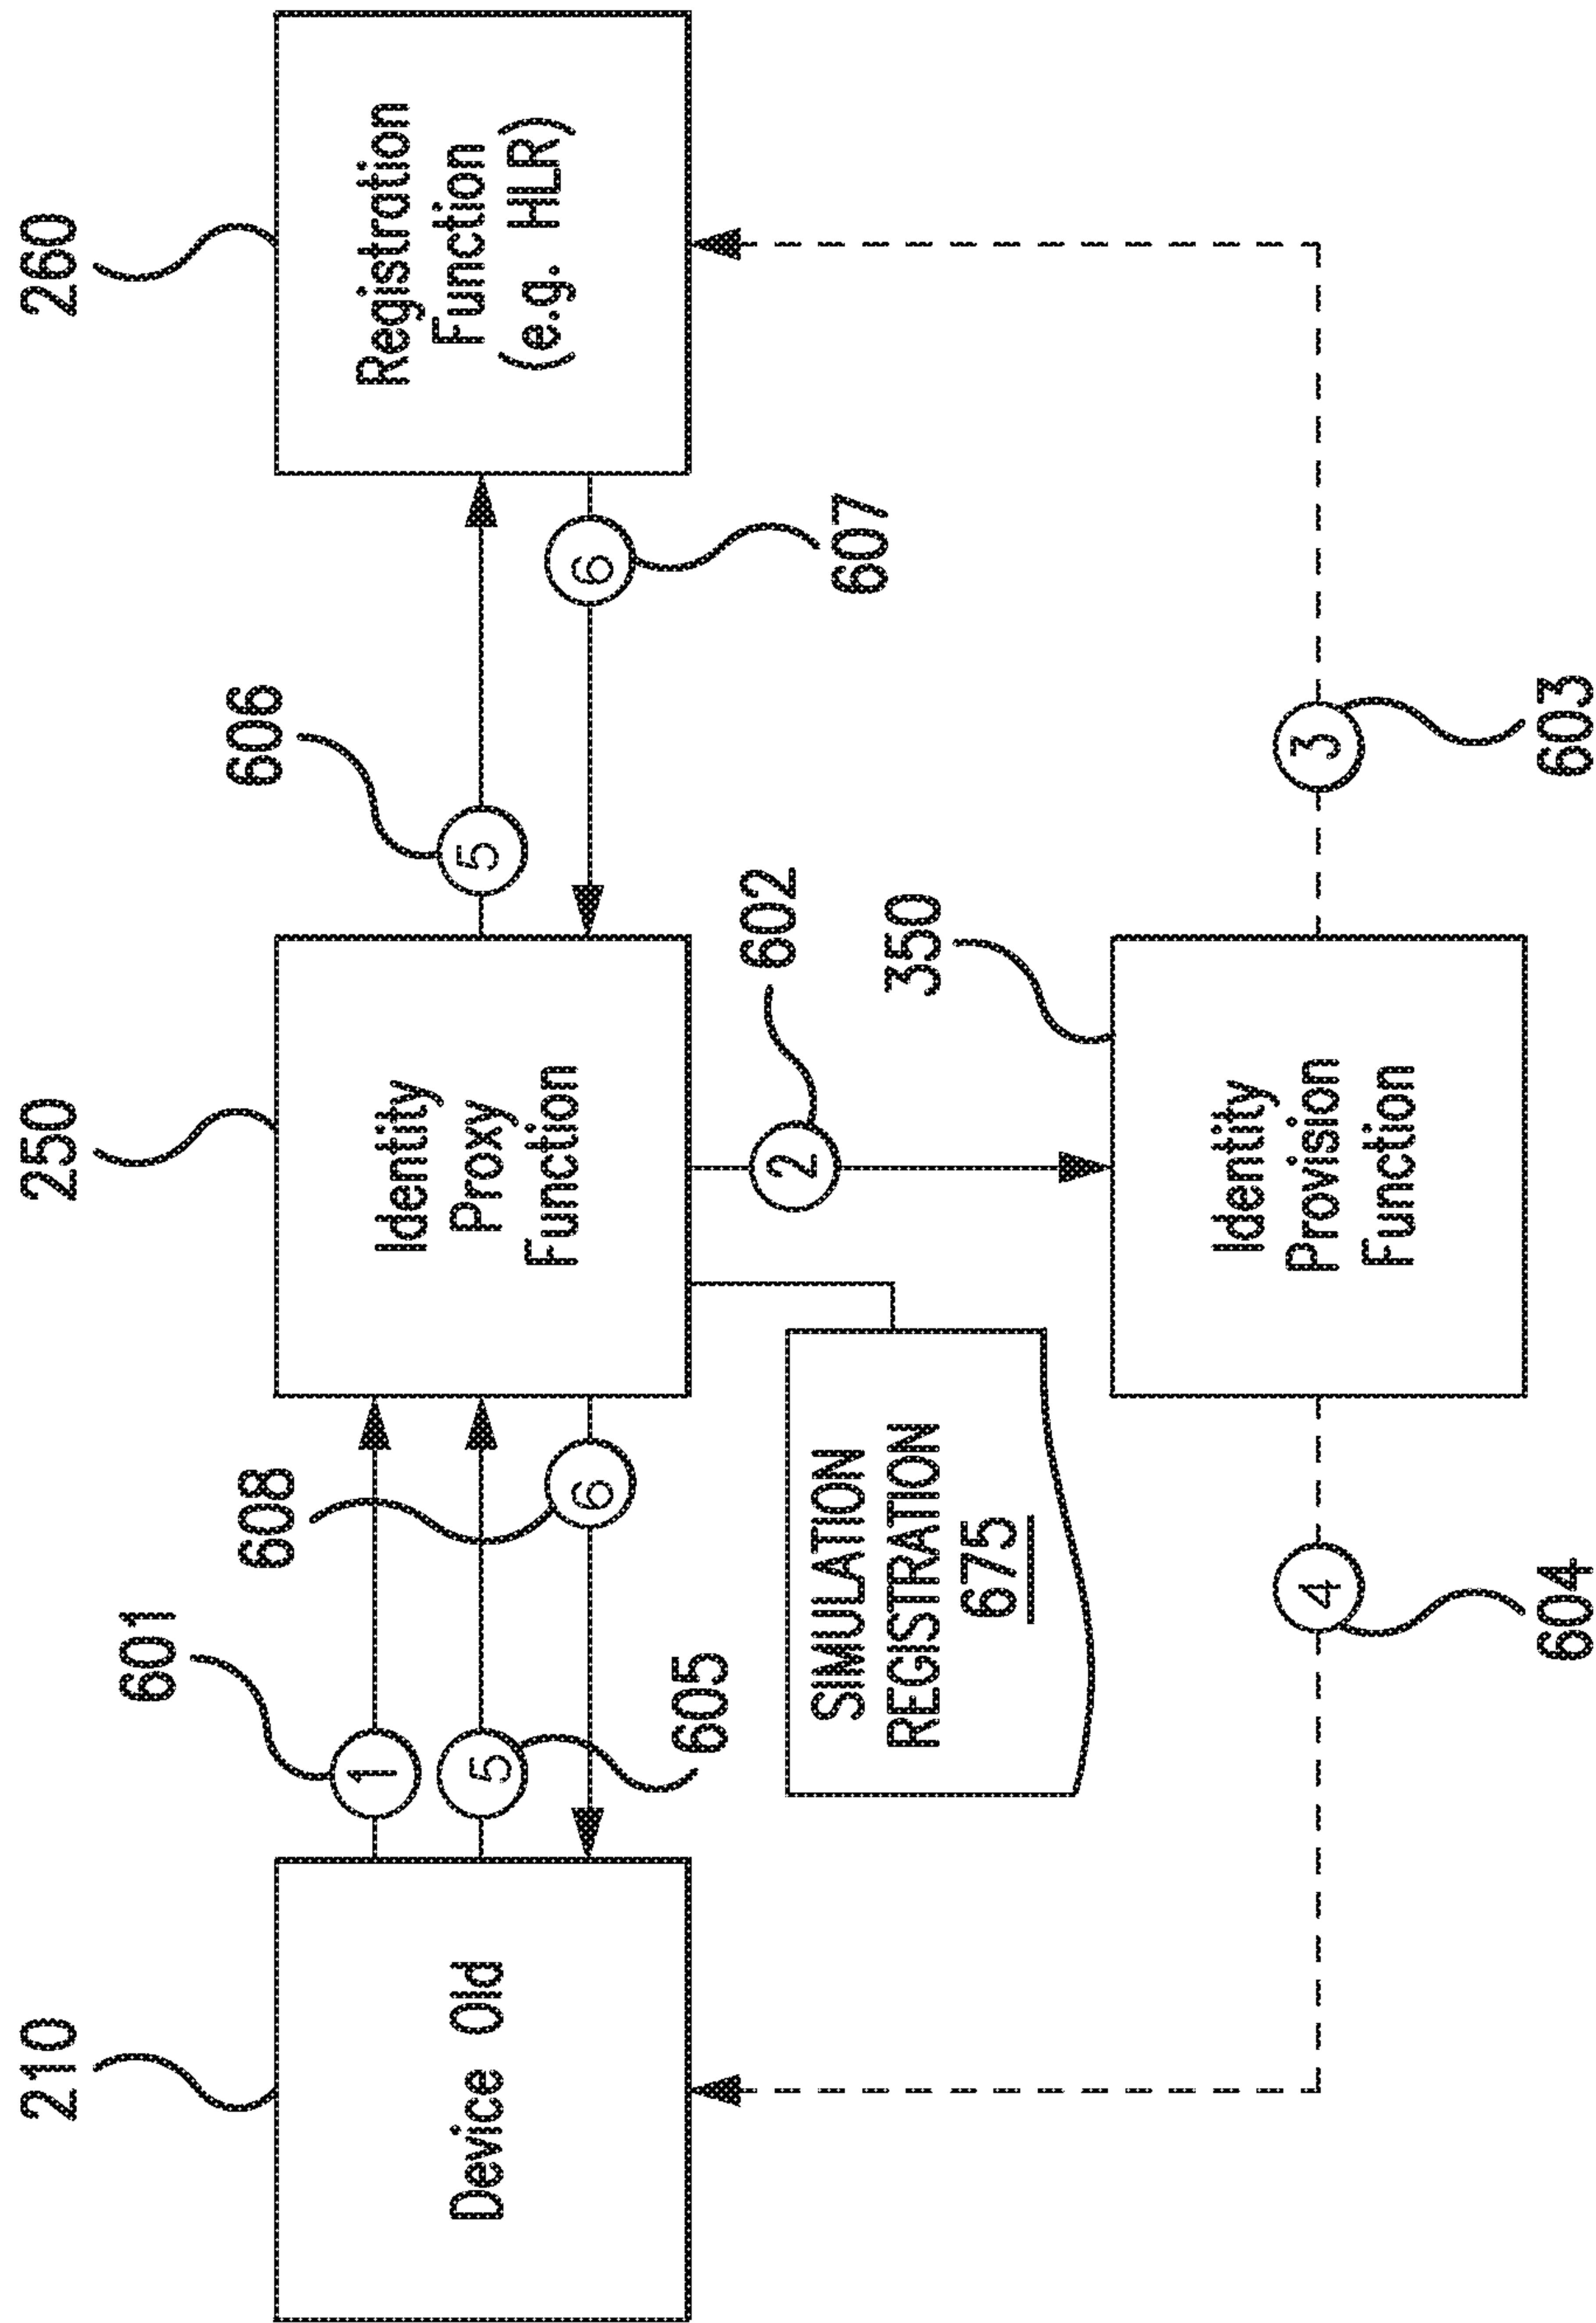 210
250
260
601
608
606
Device Old
1
5
6
Identity
Proxy
Function
5
6
Registration
Function
(e.g. HLR)
605
607
2
602
SIMULATION
REGISTRATION
675
350
4
Identity
Provision
Function
3
604
603